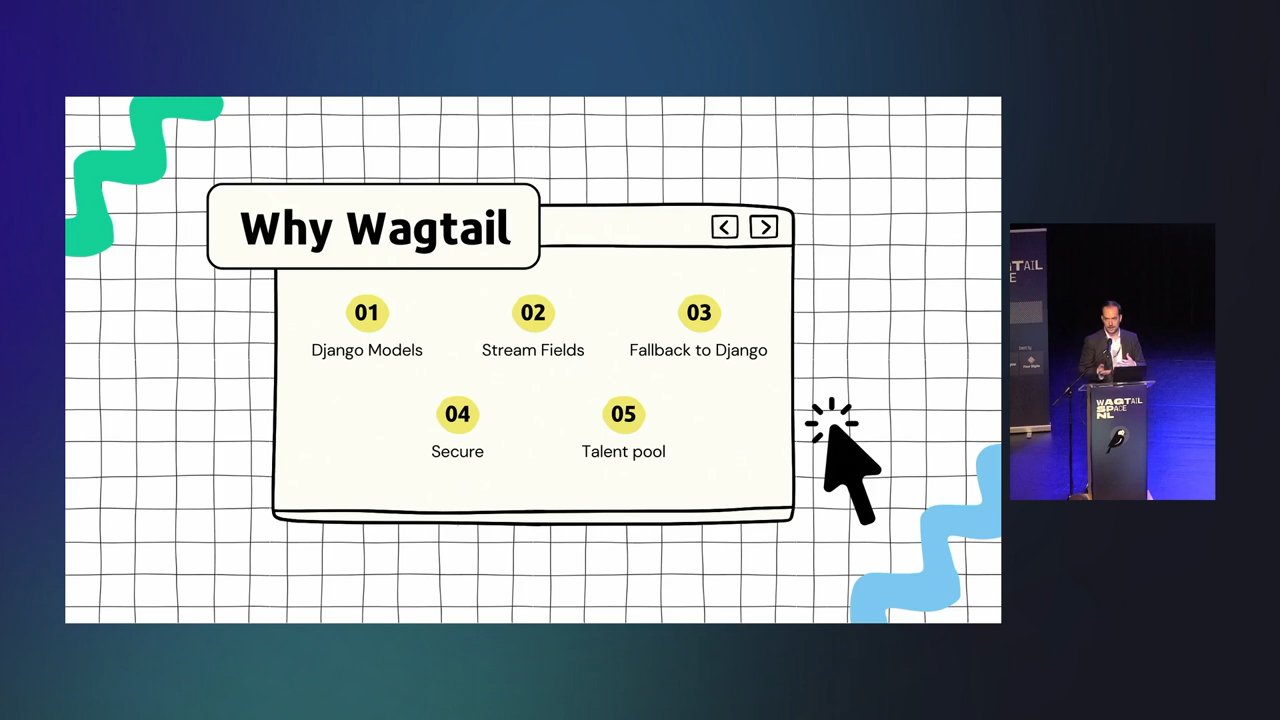 Why Wagtail
01
02
03
Django Models
Stream Fields
Fallback to Django
04
05
Secure
Talent pool
WAGTAIL
SPACE
NL